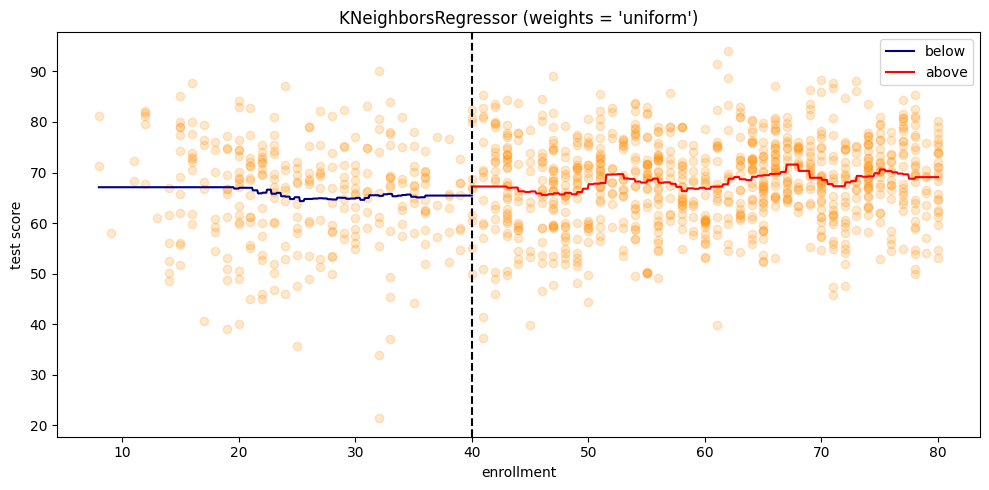 KNeighborsRegressor (weights = 'uniform')
below
above
test score
90
80
70
60
50
40
30
20
10 20 30 40 50 60 70 80
enrollment